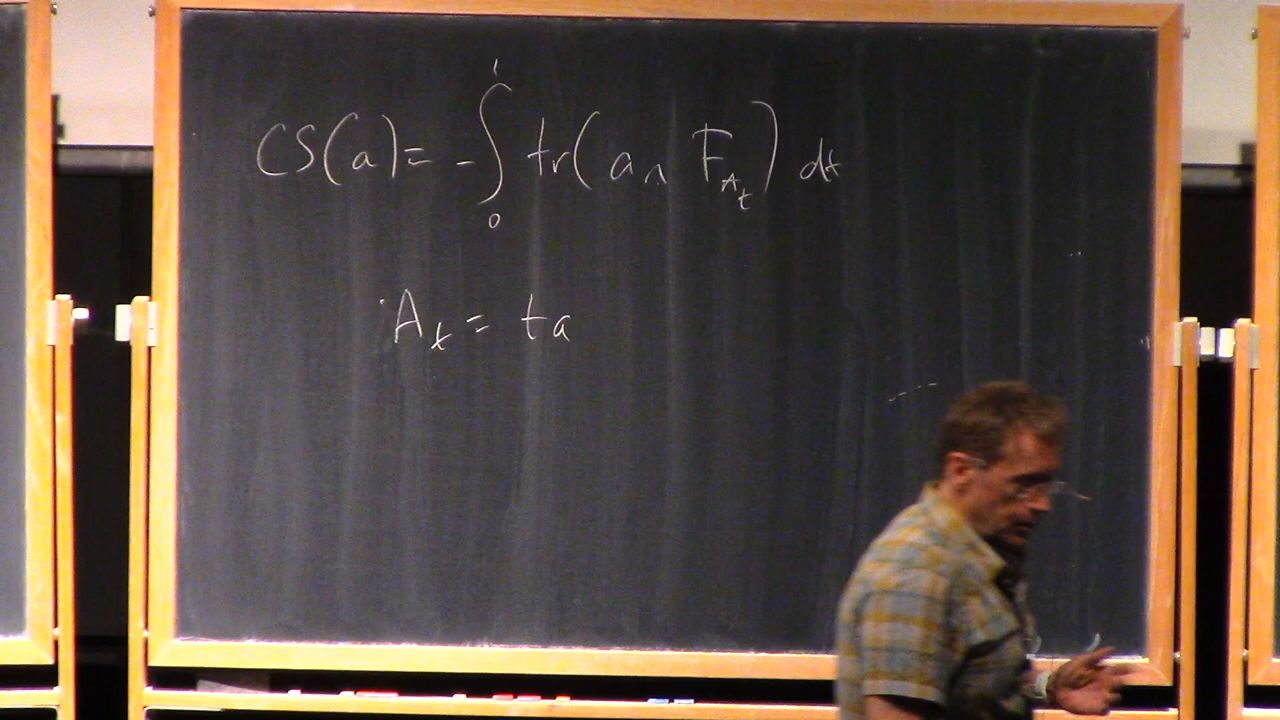 CS(a) = - ∫₀¹ tr(a ∧ F_{A_t}) dt
A_t = ta